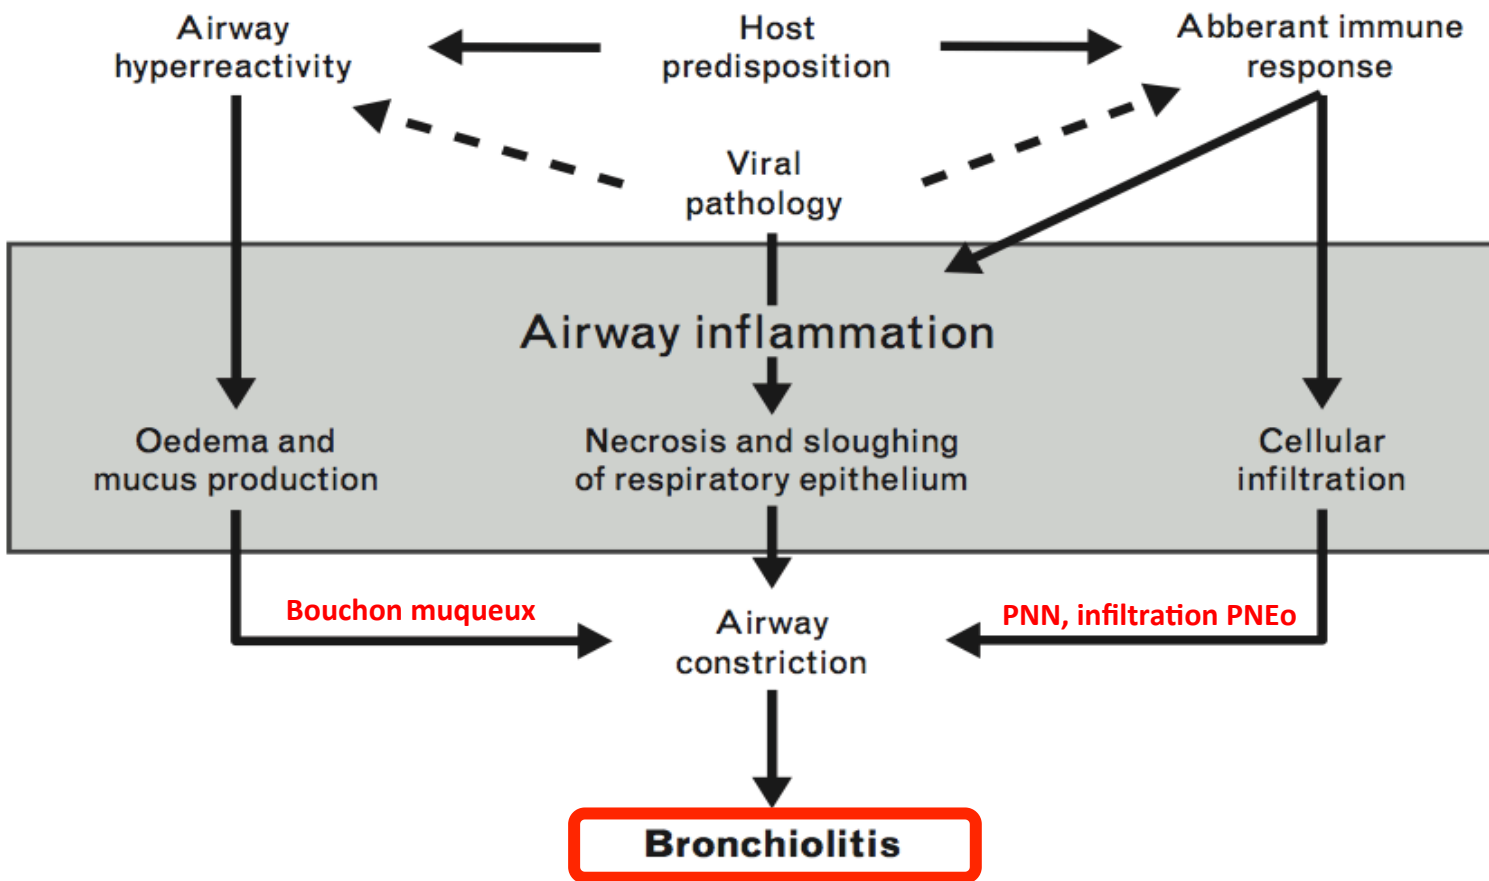 Airway
hyperreactivity
Host
predisposition
Abberant immune
response
Viral
pathology
Airway inflammation
Oedema and
mucus production
Necrosis and sloughing
of respiratory epithelium
Cellular
infiltration
Bouchon muqueux
Airway
constriction
PNN, infiltration PNEo
Bronchiolitis